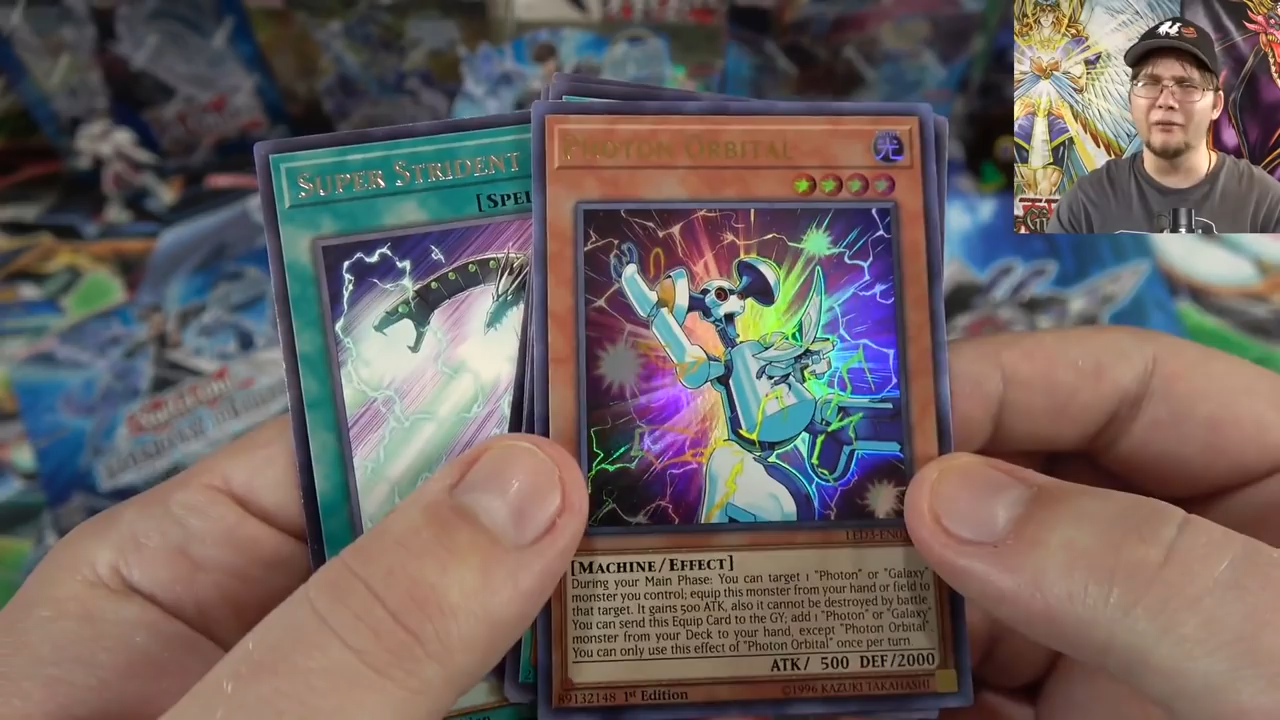 SUPER STRIDENT
[SPEL
PHOTON ORBITAL
光
LED3-EN0
[MACHINE/EFFECT]
During your Main Phase: You can target 1 "Photon" or "Galaxy"
monster you control; equip this monster from your hand or field to
that target. It gains 500 ATK, also it cannot be destroyed by battle.
You can send this Equip Card to the GY; add 1 "Photon" or "Galaxy"
monster from your Deck to your hand, except "Photon Orbital".
You can only use this effect of "Photon Orbital" once per turn.
ATK/ 500 DEF/2000
89132148 1st Edition
©1996 KAZUKI TAKAHASHI